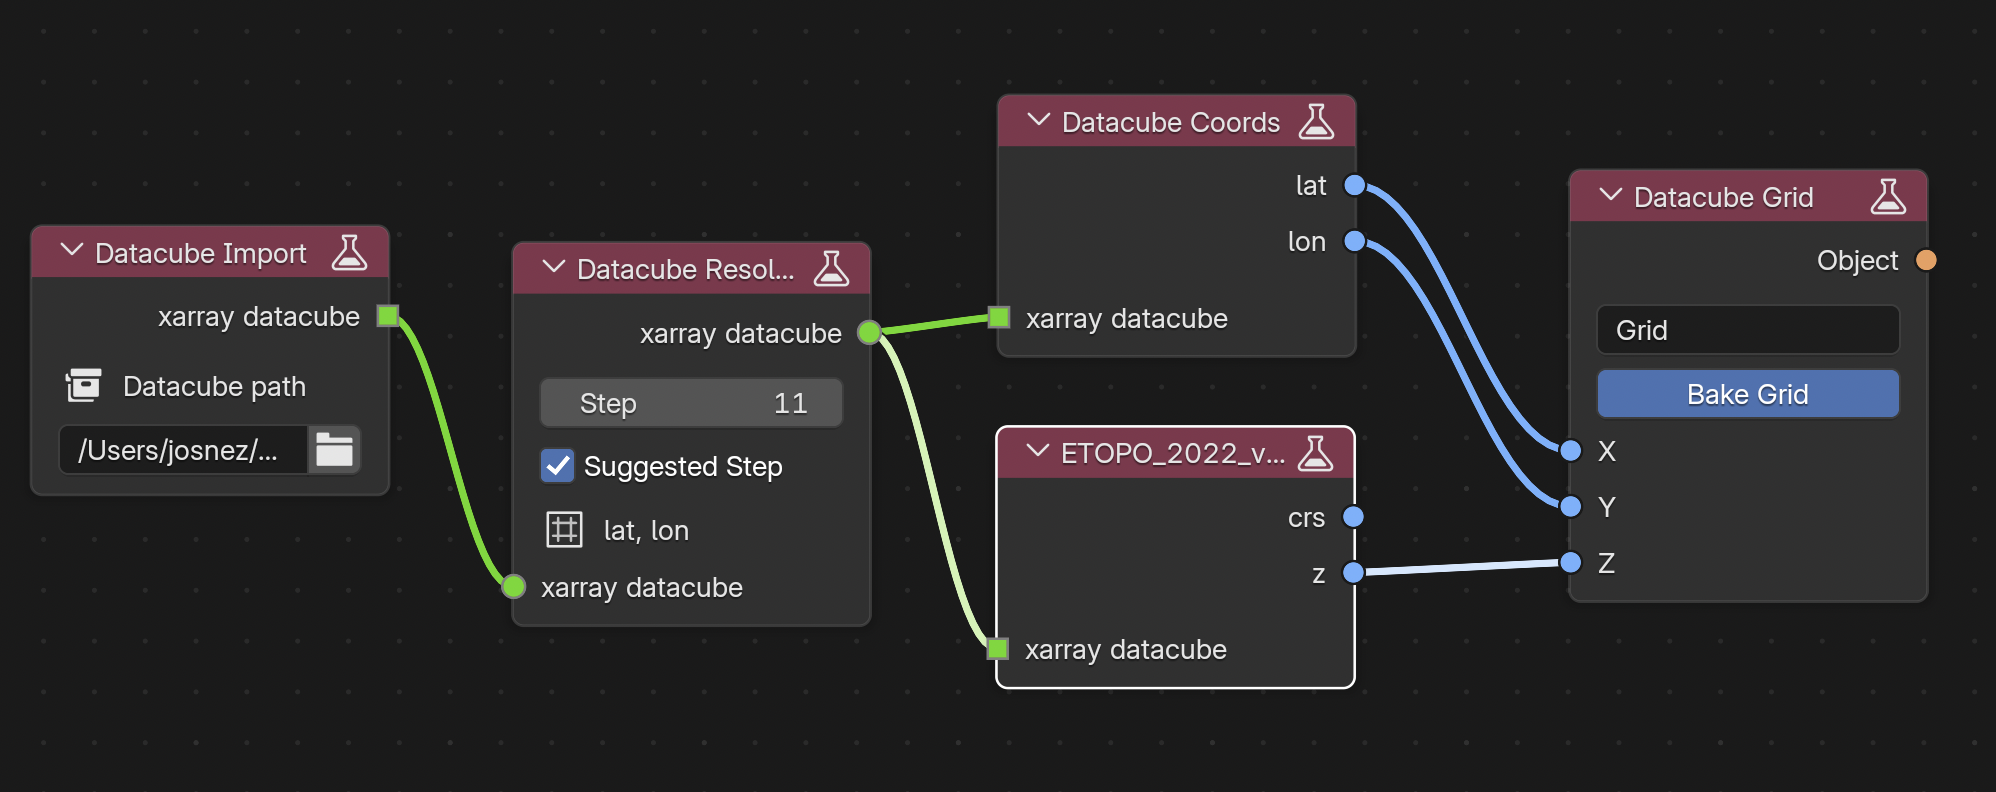 Datacube Import
xarray datacube
Datacube path
/Users/josnez/...
Datacube Resol...
xarray datacube
Step 11
Suggested Step
lat, lon
xarray datacube
Datacube Coords
lat
lon
xarray datacube
ETOPO_2022_v...
crs
z
xarray datacube
Datacube Grid
Object
Grid
Bake Grid
X
Y
Z